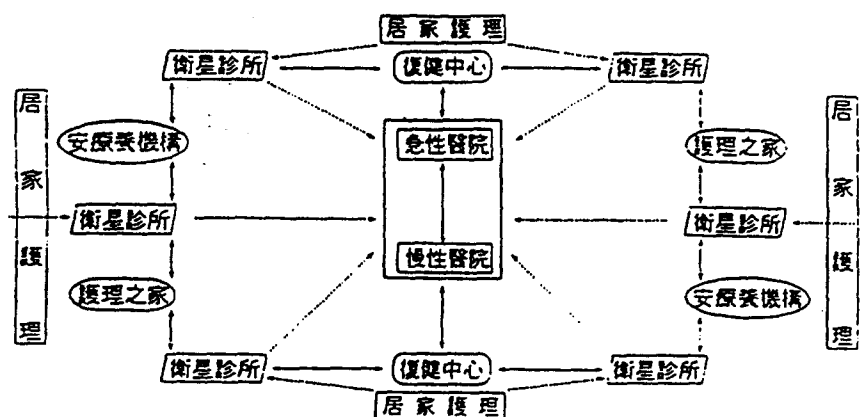 居家護理
衛星診所
復健中心
衛星診所
居家護理
安療養機構
急性醫院
護理之家
居家護理
衛星診所
衛星診所
慢性醫院
護理之家
安療養機構
衛星診所
復健中心
衛星診所
居家護理